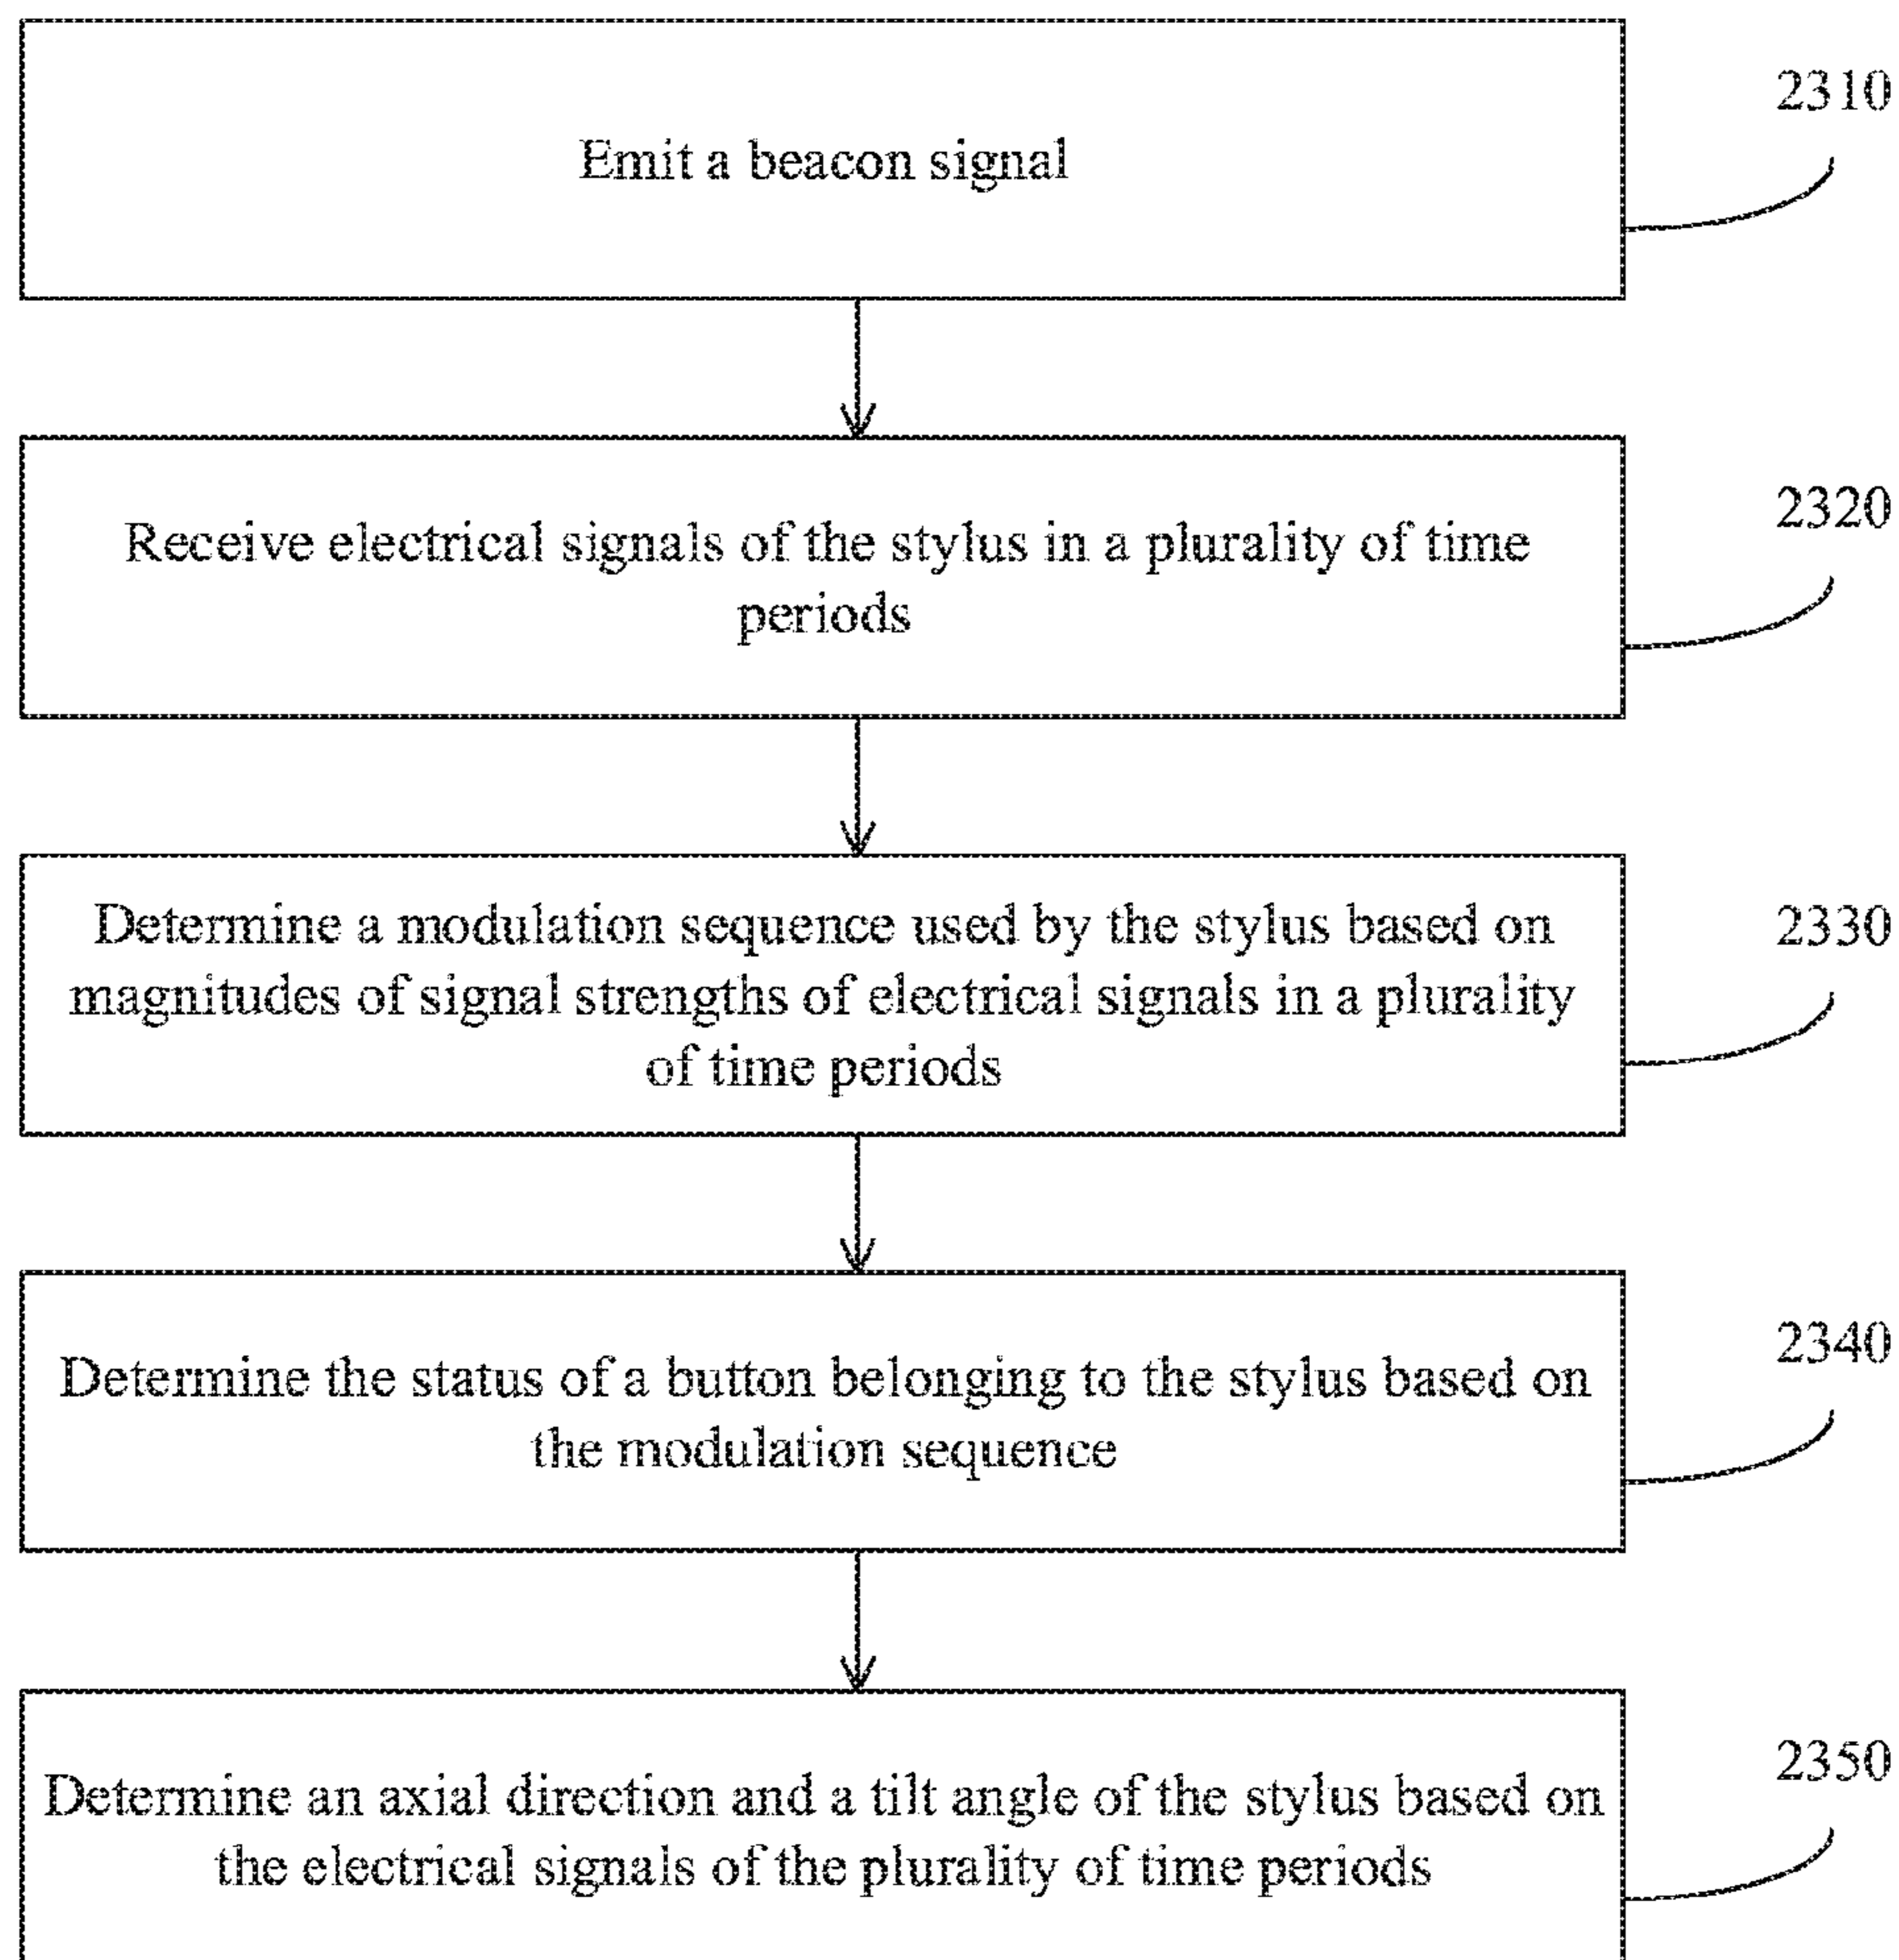 2310
Emit a beacon signal
2320
Receive electrical signals of the stylus in a plurality of time
periods
2330
Determine a modulation sequence used by the stylus based on
magnitudes of signal strengths of electrical signals in a plurality
of time periods
2340
Determine the status of a button belonging to the stylus based on
the modulation sequence
2350
Determine an axial direction and a tilt angle of the stylus based on
the electrical signals of the plurality of time periods